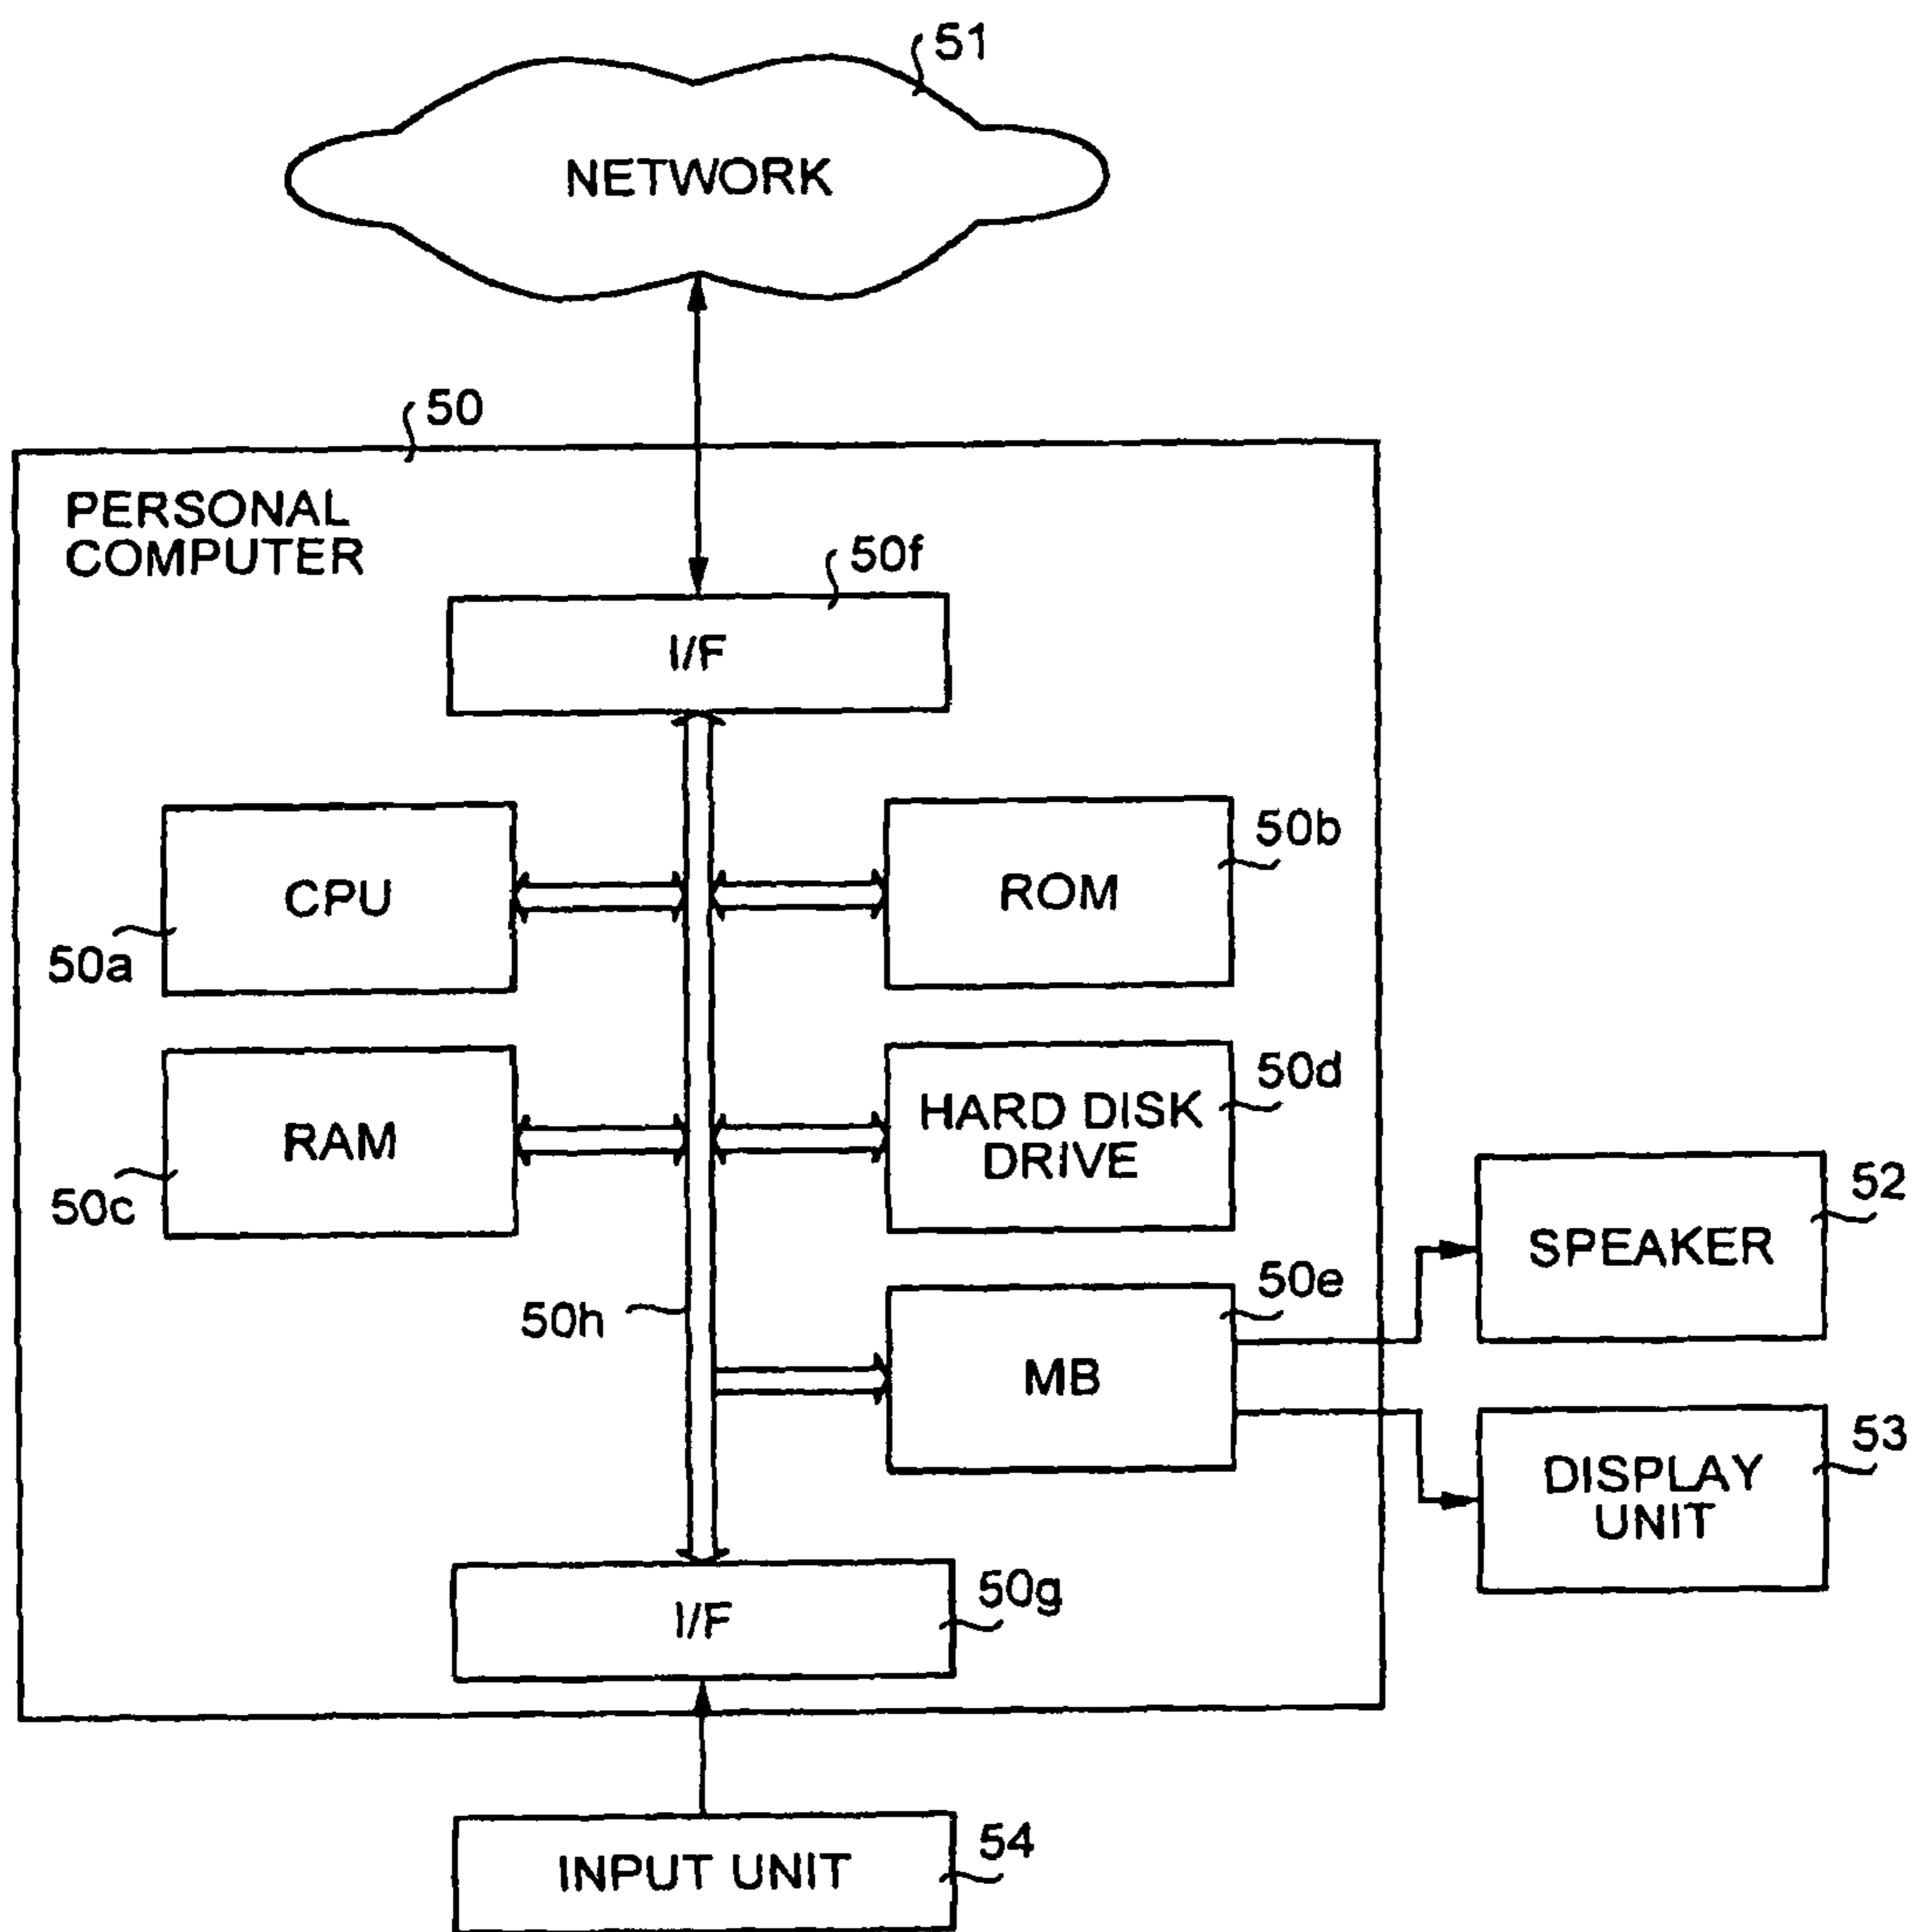 51
NETWORK
50
PERSONAL
COMPUTER
50f
I/F
CPU
50a
ROM
50b
RAM
50c
HARD DISK
DRIVE
50d
50h
MB
50e
SPEAKER
52
DISPLAY
UNIT
53
I/F
50g
INPUT UNIT
54